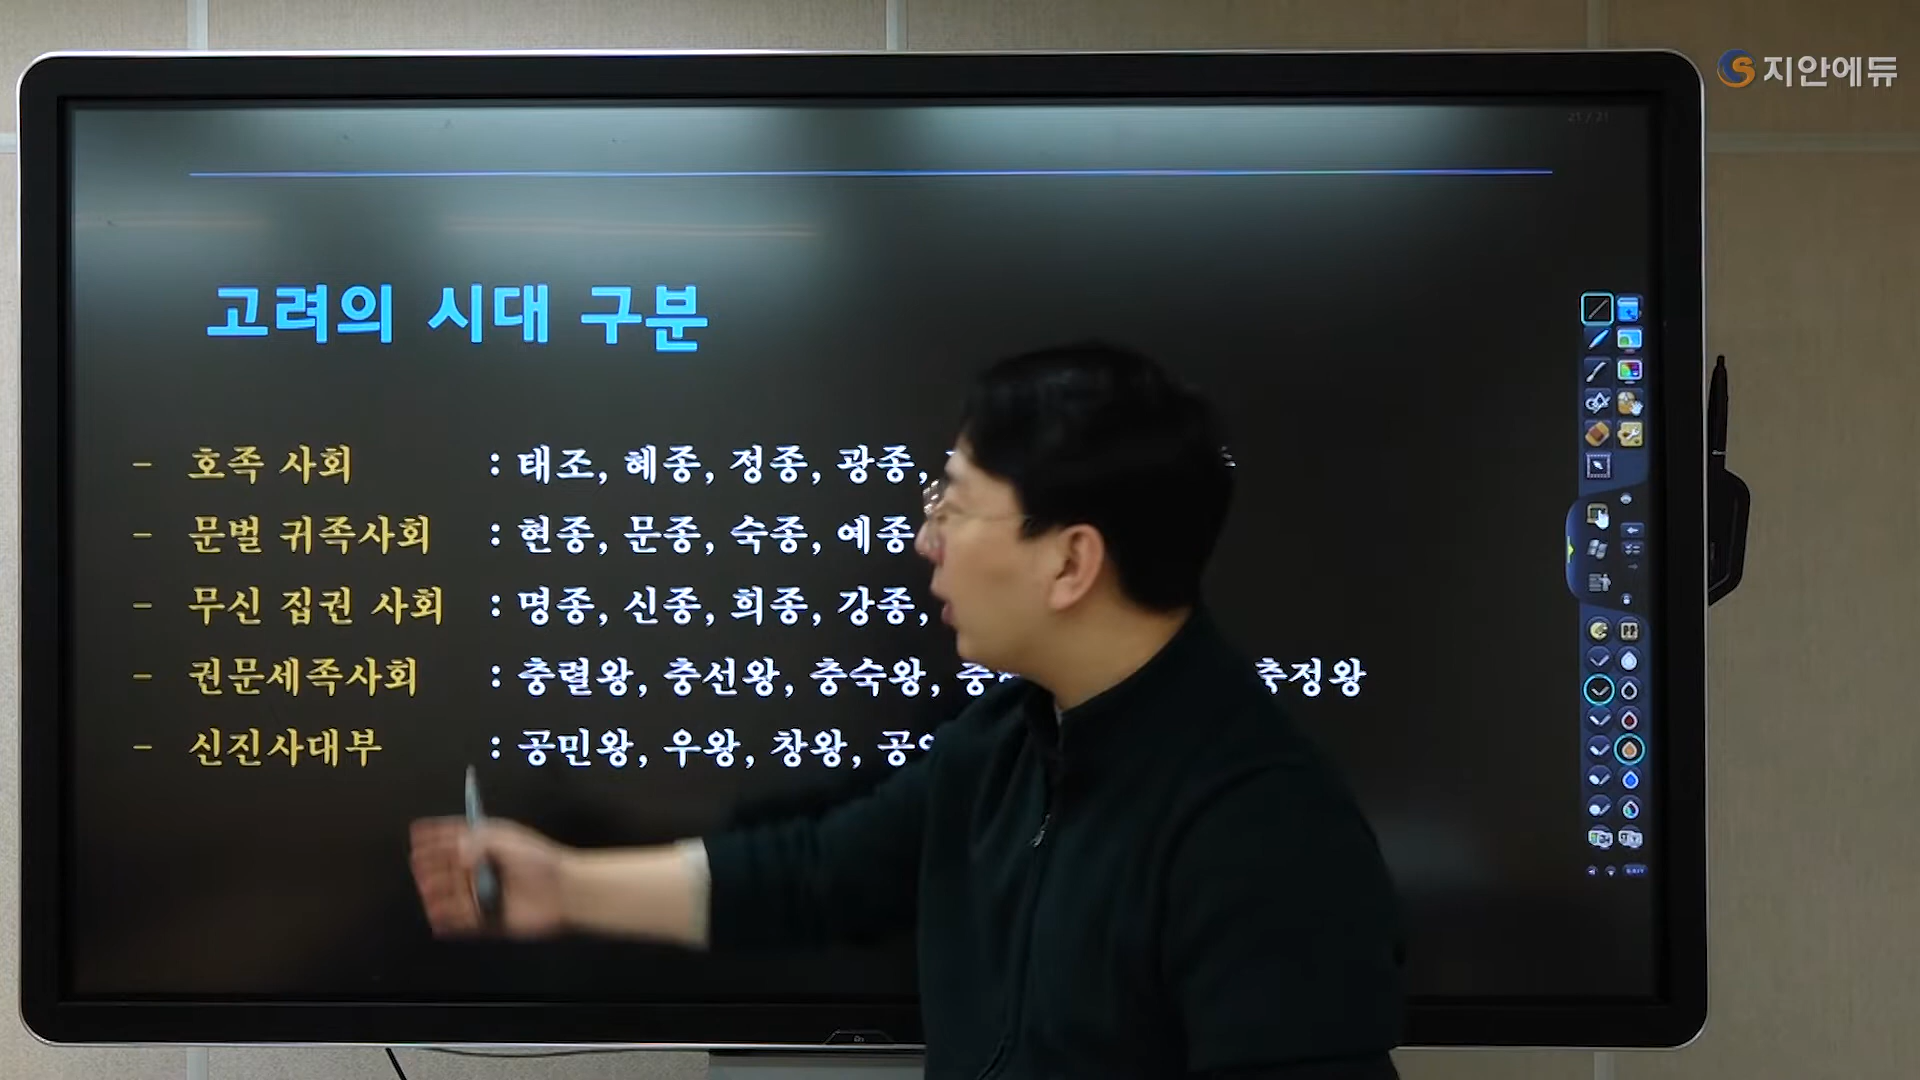 지안에듀
21 / 21
고려의 시대 구분
- 호족 사회 : 태조, 혜종, 정종, 광종,
- 문벌 귀족사회 : 현종, 문종, 숙종, 예종
- 무신 집권 사회 : 명종, 신종, 희종, 강종,
- 권문세족사회 : 충렬왕, 충선왕, 충숙왕, 충정왕
- 신진사대부 : 공민왕, 우왕, 창왕,